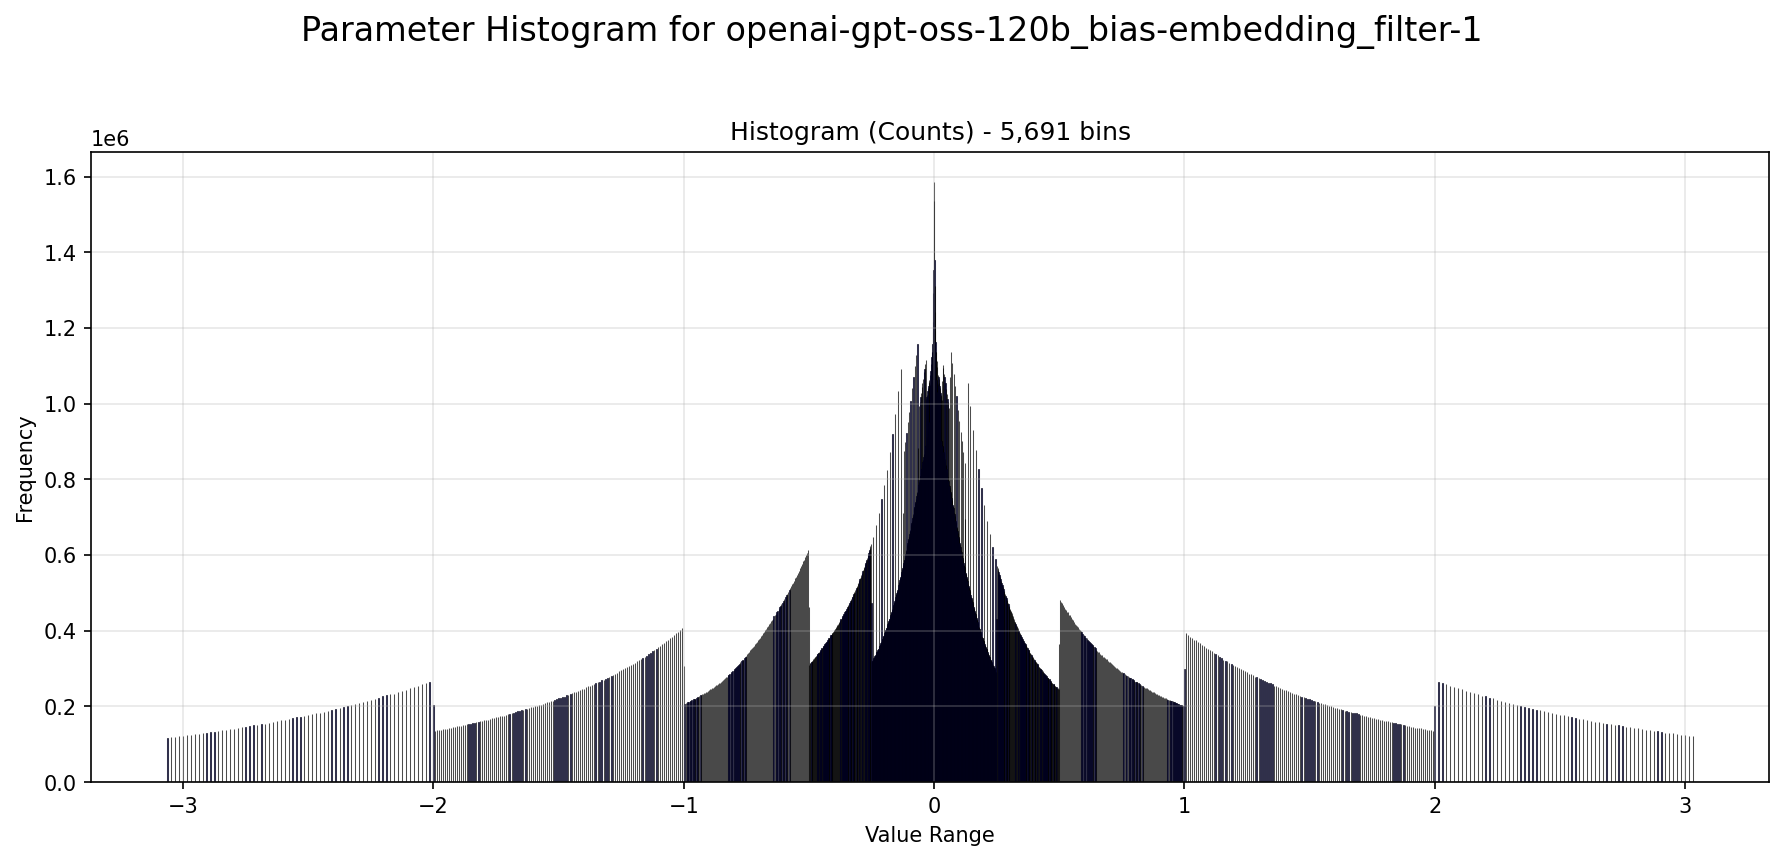 Parameter Histogram for openai-gpt-oss-120b_bias-embedding_filter-1
Histogram (Counts) - 5,691 bins
1e6
1.6
1.4
1.2
1.0
0.8
0.6
0.4
0.2
0.0
Frequency
−3 −2 −1 0 1 2 3
Value Range